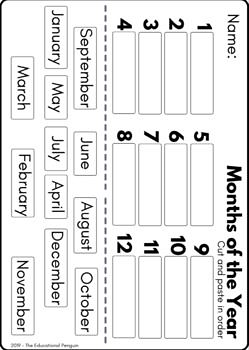 Name:
Months of the Year
Cut and paste in order
1 5 9
2 6 10
3 7 11
4 8 12
September June August October
January May July April December
March February November
2019 - The Educational Penguin